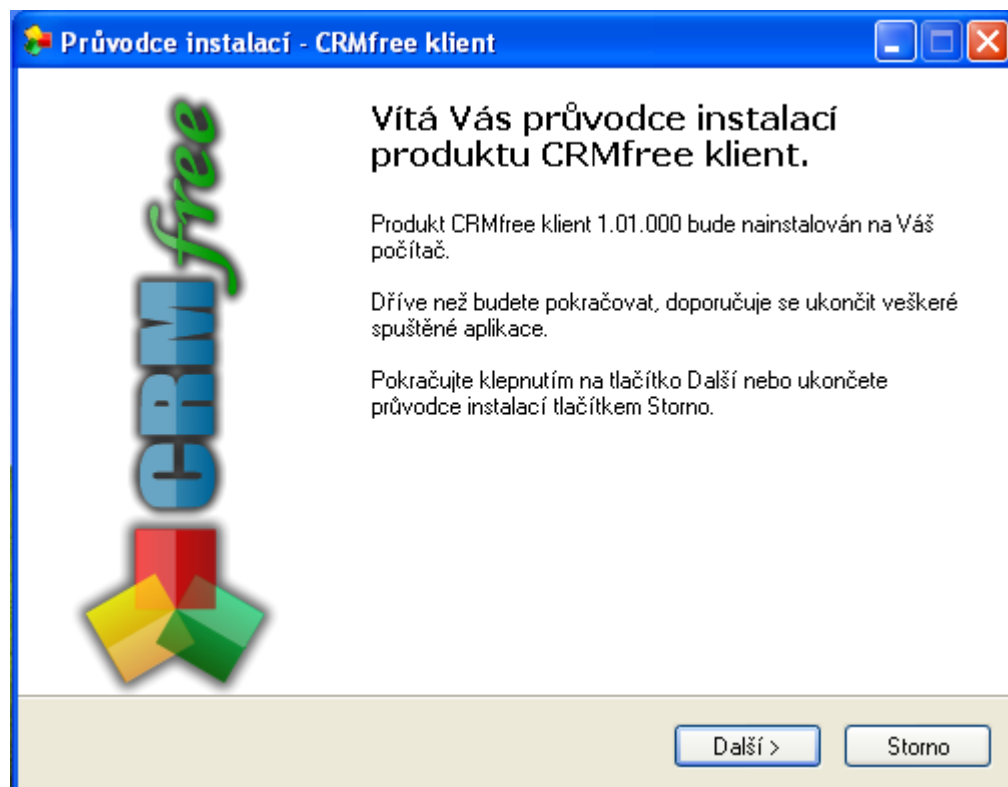 Průvodce instalací - CRMfree klient
CRMfree
Vítá Vás průvodce instalací
produktu CRMfree klient.
Produkt CRMfree klient 1.01.000 bude nainstalován na Váš
počítač.
Dříve než budete pokračovat, doporučuje se ukončit veškeré
spuštěné aplikace.
Pokračujte klepnutím na tlačítko Další nebo ukončete
průvodce instalací tlačítkem Storno.
Další >
Storno